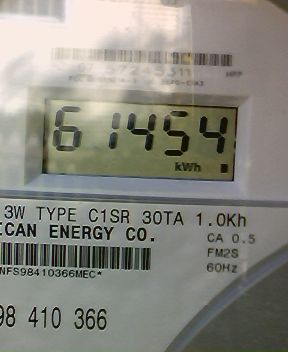 61454
kWh
3W TYPE C1SR 30TA 1.0Kh
ICAN ENERGY CO.
CA 0.5
FM2S
NFS98410366MEC*
60Hz
98 410 366